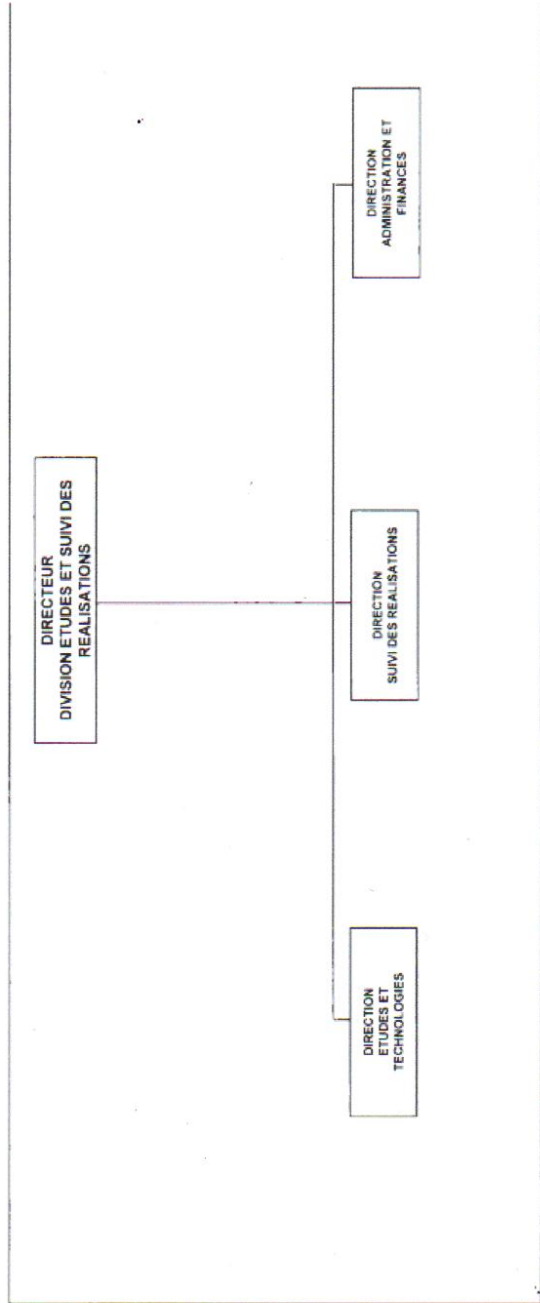 DIRECTEUR
DIVISION ETUDES ET SUIVI DES
REALISATIONS
DIRECTION
ETUDES ET
TECHNOLOGIES
DIRECTION
SUIVI DES REALISATIONS
DIRECTION
ADMINISTRATION ET
FINANCES